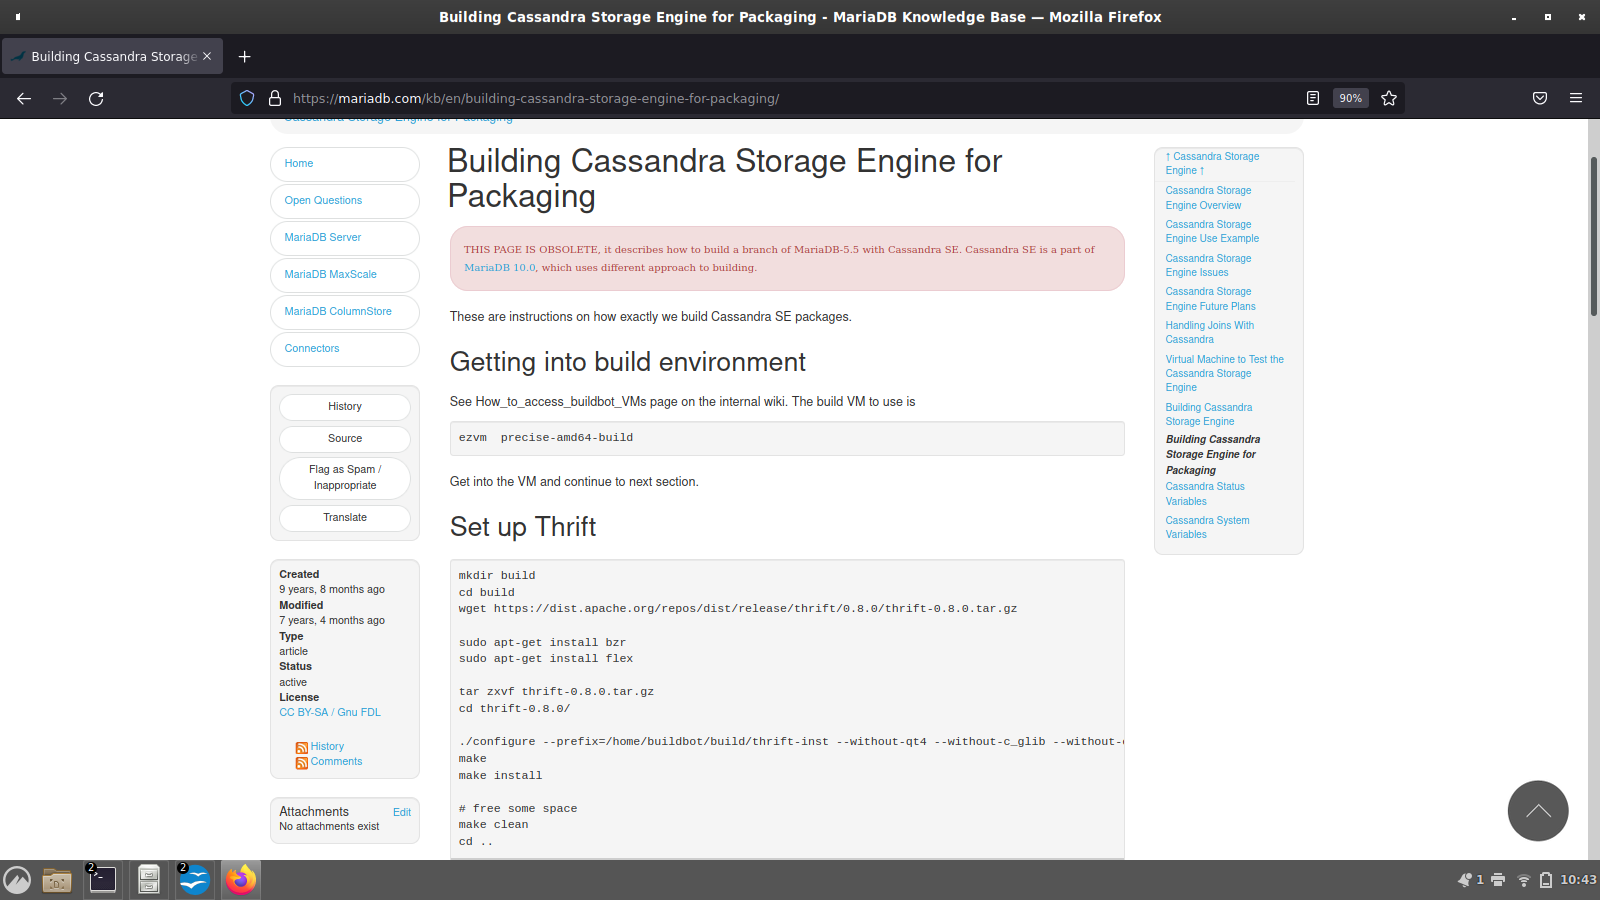 Building Cassandra Storage Engine for Packaging - MariaDB Knowledge Base — Mozilla Firefox
Building Cassandra Storage
https://mariadb.com/kb/en/building-cassandra-storage-engine-for-packaging/
90%
Cassandra Storage Engine for Packaging
Home
Open Questions
MariaDB Server
MariaDB MaxScale
MariaDB ColumnStore
Connectors
History
Source
Flag as Spam /
Inappropriate
Translate
Created
9 years, 8 months ago
Modified
7 years, 4 months ago
Type
article
Status
active
License
CC BY-SA / Gnu FDL
History
Comments
Attachments Edit
No attachments exist
Building Cassandra Storage Engine for
Packaging
THIS PAGE IS OBSOLETE, it describes how to build a branch of MariaDB-5.5 with Cassandra SE. Cassandra SE is a part of
MariaDB 10.0, which uses different approach to building.
These are instructions on how exactly we build Cassandra SE packages.
Getting into build environment
See How_to_access_buildbot_VMs page on the internal wiki. The build VM to use is
ezvm  precise-amd64-build
Get into the VM and continue to next section.
Set up Thrift
mkdir build
cd build
wget https://dist.apache.org/repos/dist/release/thrift/0.8.0/thrift-0.8.0.tar.gz
sudo apt-get install bzr
sudo apt-get install flex
tar zxvf thrift-0.8.0.tar.gz
cd thrift-0.8.0/
./configure --prefix=/home/buildbot/build/thrift-inst --without-qt4 --without-c_glib --without-
make
make install
# free some space
make clean
cd ..
↑ Cassandra Storage
Engine ↑
Cassandra Storage
Engine Overview
Cassandra Storage
Engine Use Example
Cassandra Storage
Engine Issues
Cassandra Storage
Engine Future Plans
Handling Joins With
Cassandra
Virtual Machine to Test the
Cassandra Storage
Engine
Building Cassandra
Storage Engine
Building Cassandra
Storage Engine for
Packaging
Cassandra Status
Variables
Cassandra System
Variables
2
2
1
10:43